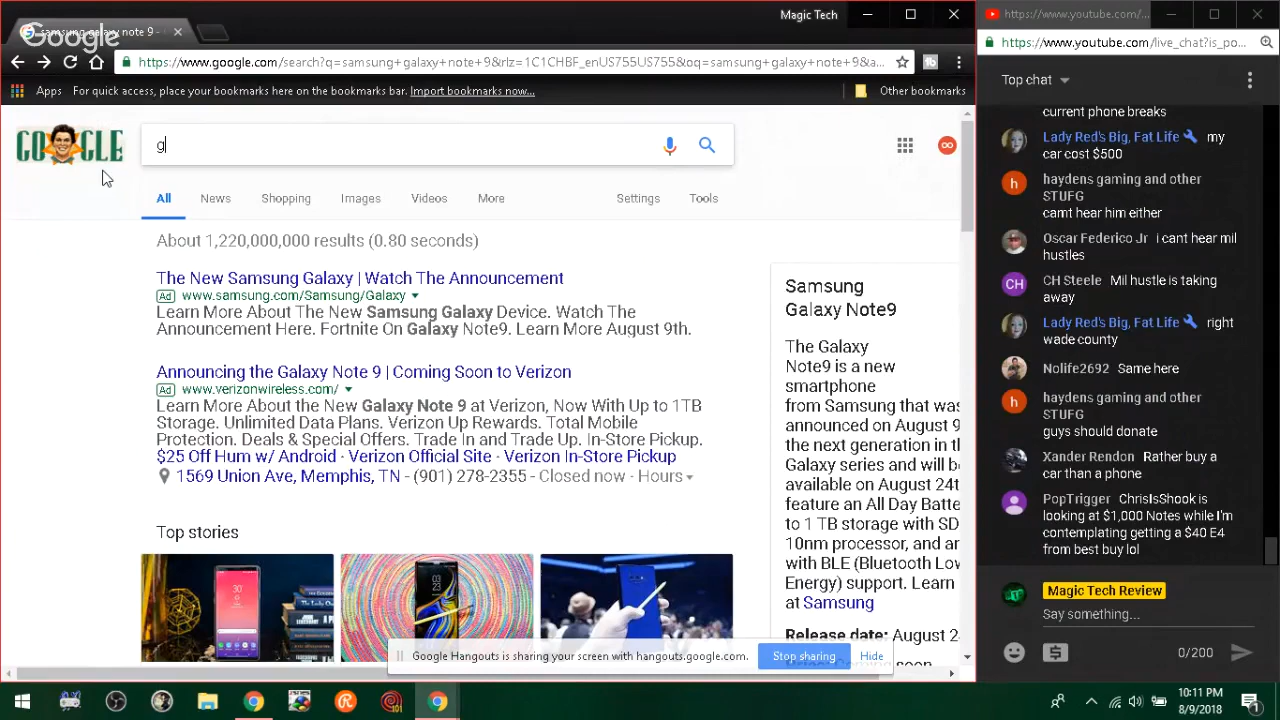 Magic Tech
samsung galaxy note 9 -
Google
https://www.google.com/search?q=samsung+galaxy+note+9&rlz=1C1CHBF_enUS755US755&oq=samsung+galaxy+note+9&a...
Apps For quick access, place your bookmarks here on the bookmarks bar. Import bookmarks now...
Other bookmarks
GOOGLE
g
All News Shopping Images Videos More Settings Tools
About 1,220,000,000 results (0.80 seconds)
The New Samsung Galaxy | Watch The Announcement
Ad www.samsung.com/Samsung/Galaxy
Learn More About The New Samsung Galaxy Device. Watch The
Announcement Here. Fortnite On Galaxy Note9. Learn More August 9th.
Announcing the Galaxy Note 9 | Coming Soon to Verizon
Ad www.verizonwireless.com/
Learn More About the New Galaxy Note 9 at Verizon, Now With Up to 1TB
Storage. Unlimited Data Plans. Verizon Up Rewards. Total Mobile
Protection. Deals & Special Offers. Trade In and Trade Up. In-Store Pickup.
$25 Off Hum w/ Android · Verizon Official Site · Verizon In-Store Pickup
1569 Union Ave, Memphis, TN - (901) 278-2355 - Closed now · Hours
Top stories
Samsung
Galaxy Note9
The Galaxy
Note9 is a new
smartphone
from Samsung that was
announced on August 9
the next generation in th
Galaxy series and will be
available on August 24th
feature an All Day Batte
to 1 TB storage with SD
10nm processor, and an
with BLE (Bluetooth Low
Energy) support. Learn
at Samsung
Release date: August 2
Google Hangouts is sharing your screen with hangouts.google.com.
Stop sharing
Hide
https://www.youtube.com/...
https://www.youtube.com/live_chat?is_po...
Top chat
current phone breaks
Lady Red's Big, Fat Life my
car cost $500
haydens gaming and other
STUFG
camt hear him either
Oscar Federico Jr i cant hear mil
hustles
CH CH Steele Mil hustle is taking
away
Lady Red's Big, Fat Life right
wade county
Nolife2692 Same here
h haydens gaming and other
STUFG
guys should donate
Xander Rendon Rather buy a
car than a phone
PopTrigger ChrisIsShook is
looking at $1,000 Notes while I'm
contemplating getting a $40 E4
from best buy lol
Magic Tech Review
Say something...
0/200
10:11 PM
8/9/2018